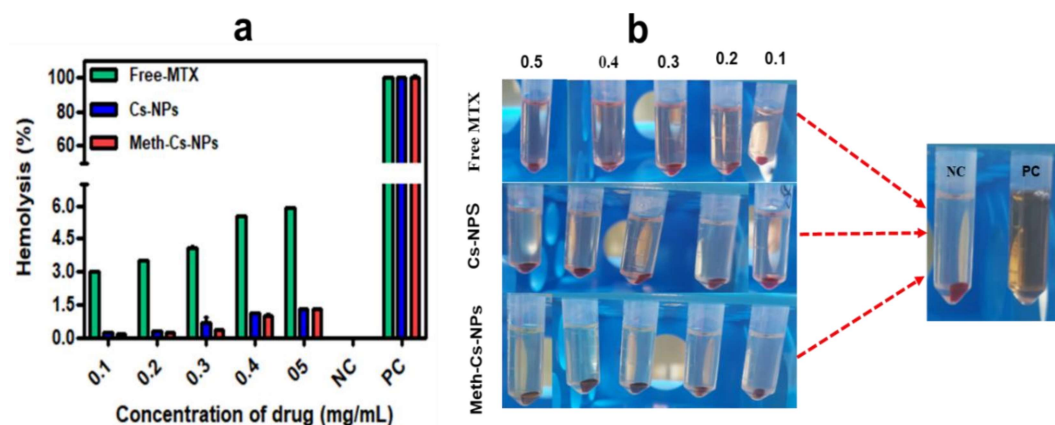 a
Hemolysis (%)
100
80
60
6.0
4.5
3.0
1.5
0.0
Free-MTX
Cs-NPs
Meth-Cs-NPs
0.1
0.2
0.3
0.4
05
NC
PC
Concentration of drug (mg/mL)
b
0.5 0.4 0.3 0.2 0.1
Free MTX
Cs-NPS
Meth-Cs-NPs
NC PC